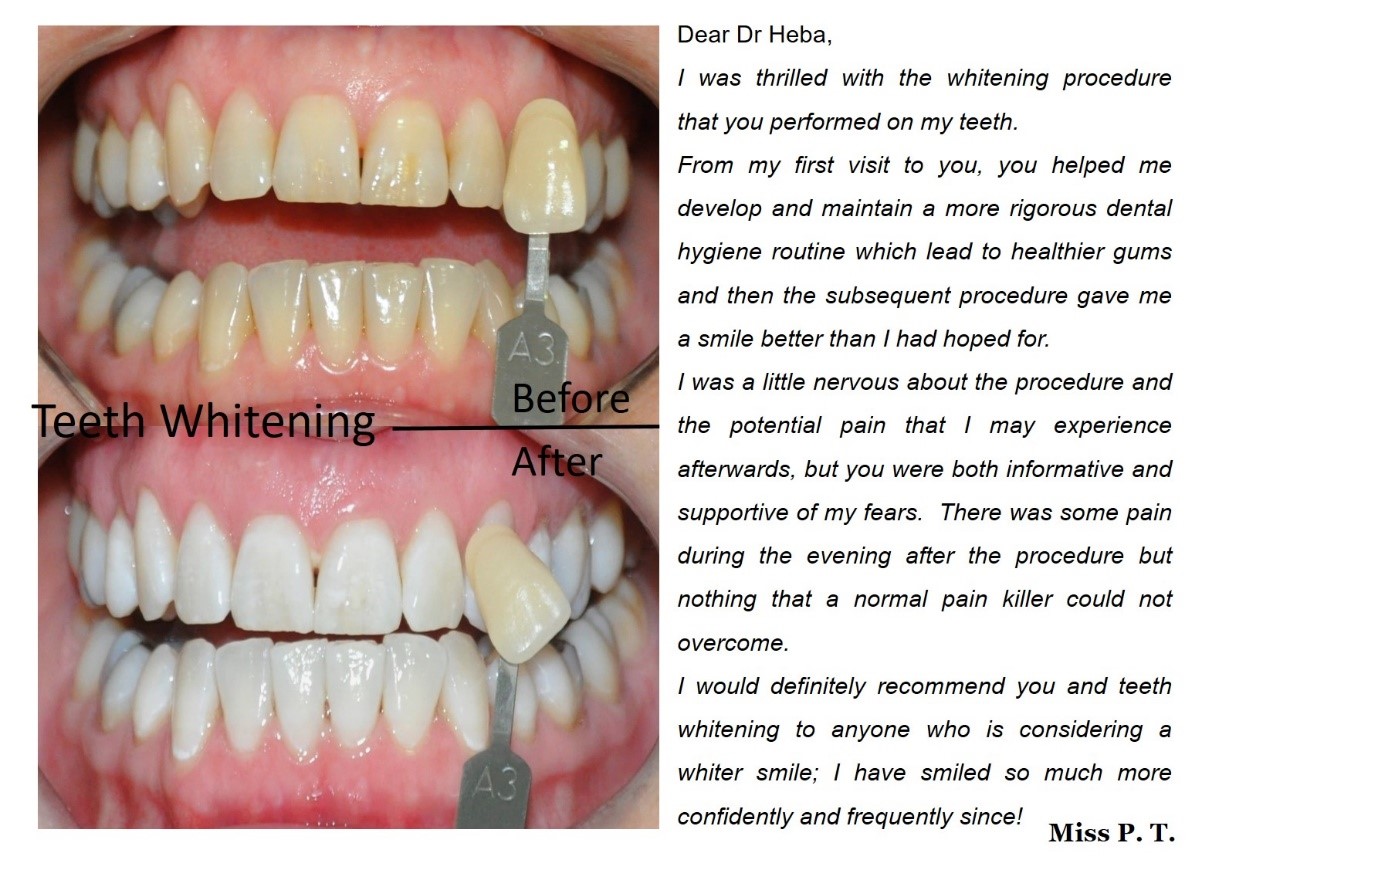 A3.
Before
Teeth Whitening
After
A3
Dear Dr Heba,
I was thrilled with the whitening procedure
that you performed on my teeth.
From my first visit to you, you helped me
develop and maintain a more rigorous dental
hygiene routine which lead to healthier gums
and then the subsequent procedure gave me
a smile better than I had hoped for.
I was a little nervous about the procedure and
the potential pain that I may experience
afterwards, but you were both informative and
supportive of my fears.  There was some pain
during the evening after the procedure but
nothing that a normal pain killer could not
overcome.
I would definitely recommend you and teeth
whitening to anyone who is considering a
whiter smile; I have smiled so much more
confidently and frequently since!
Miss P. T.